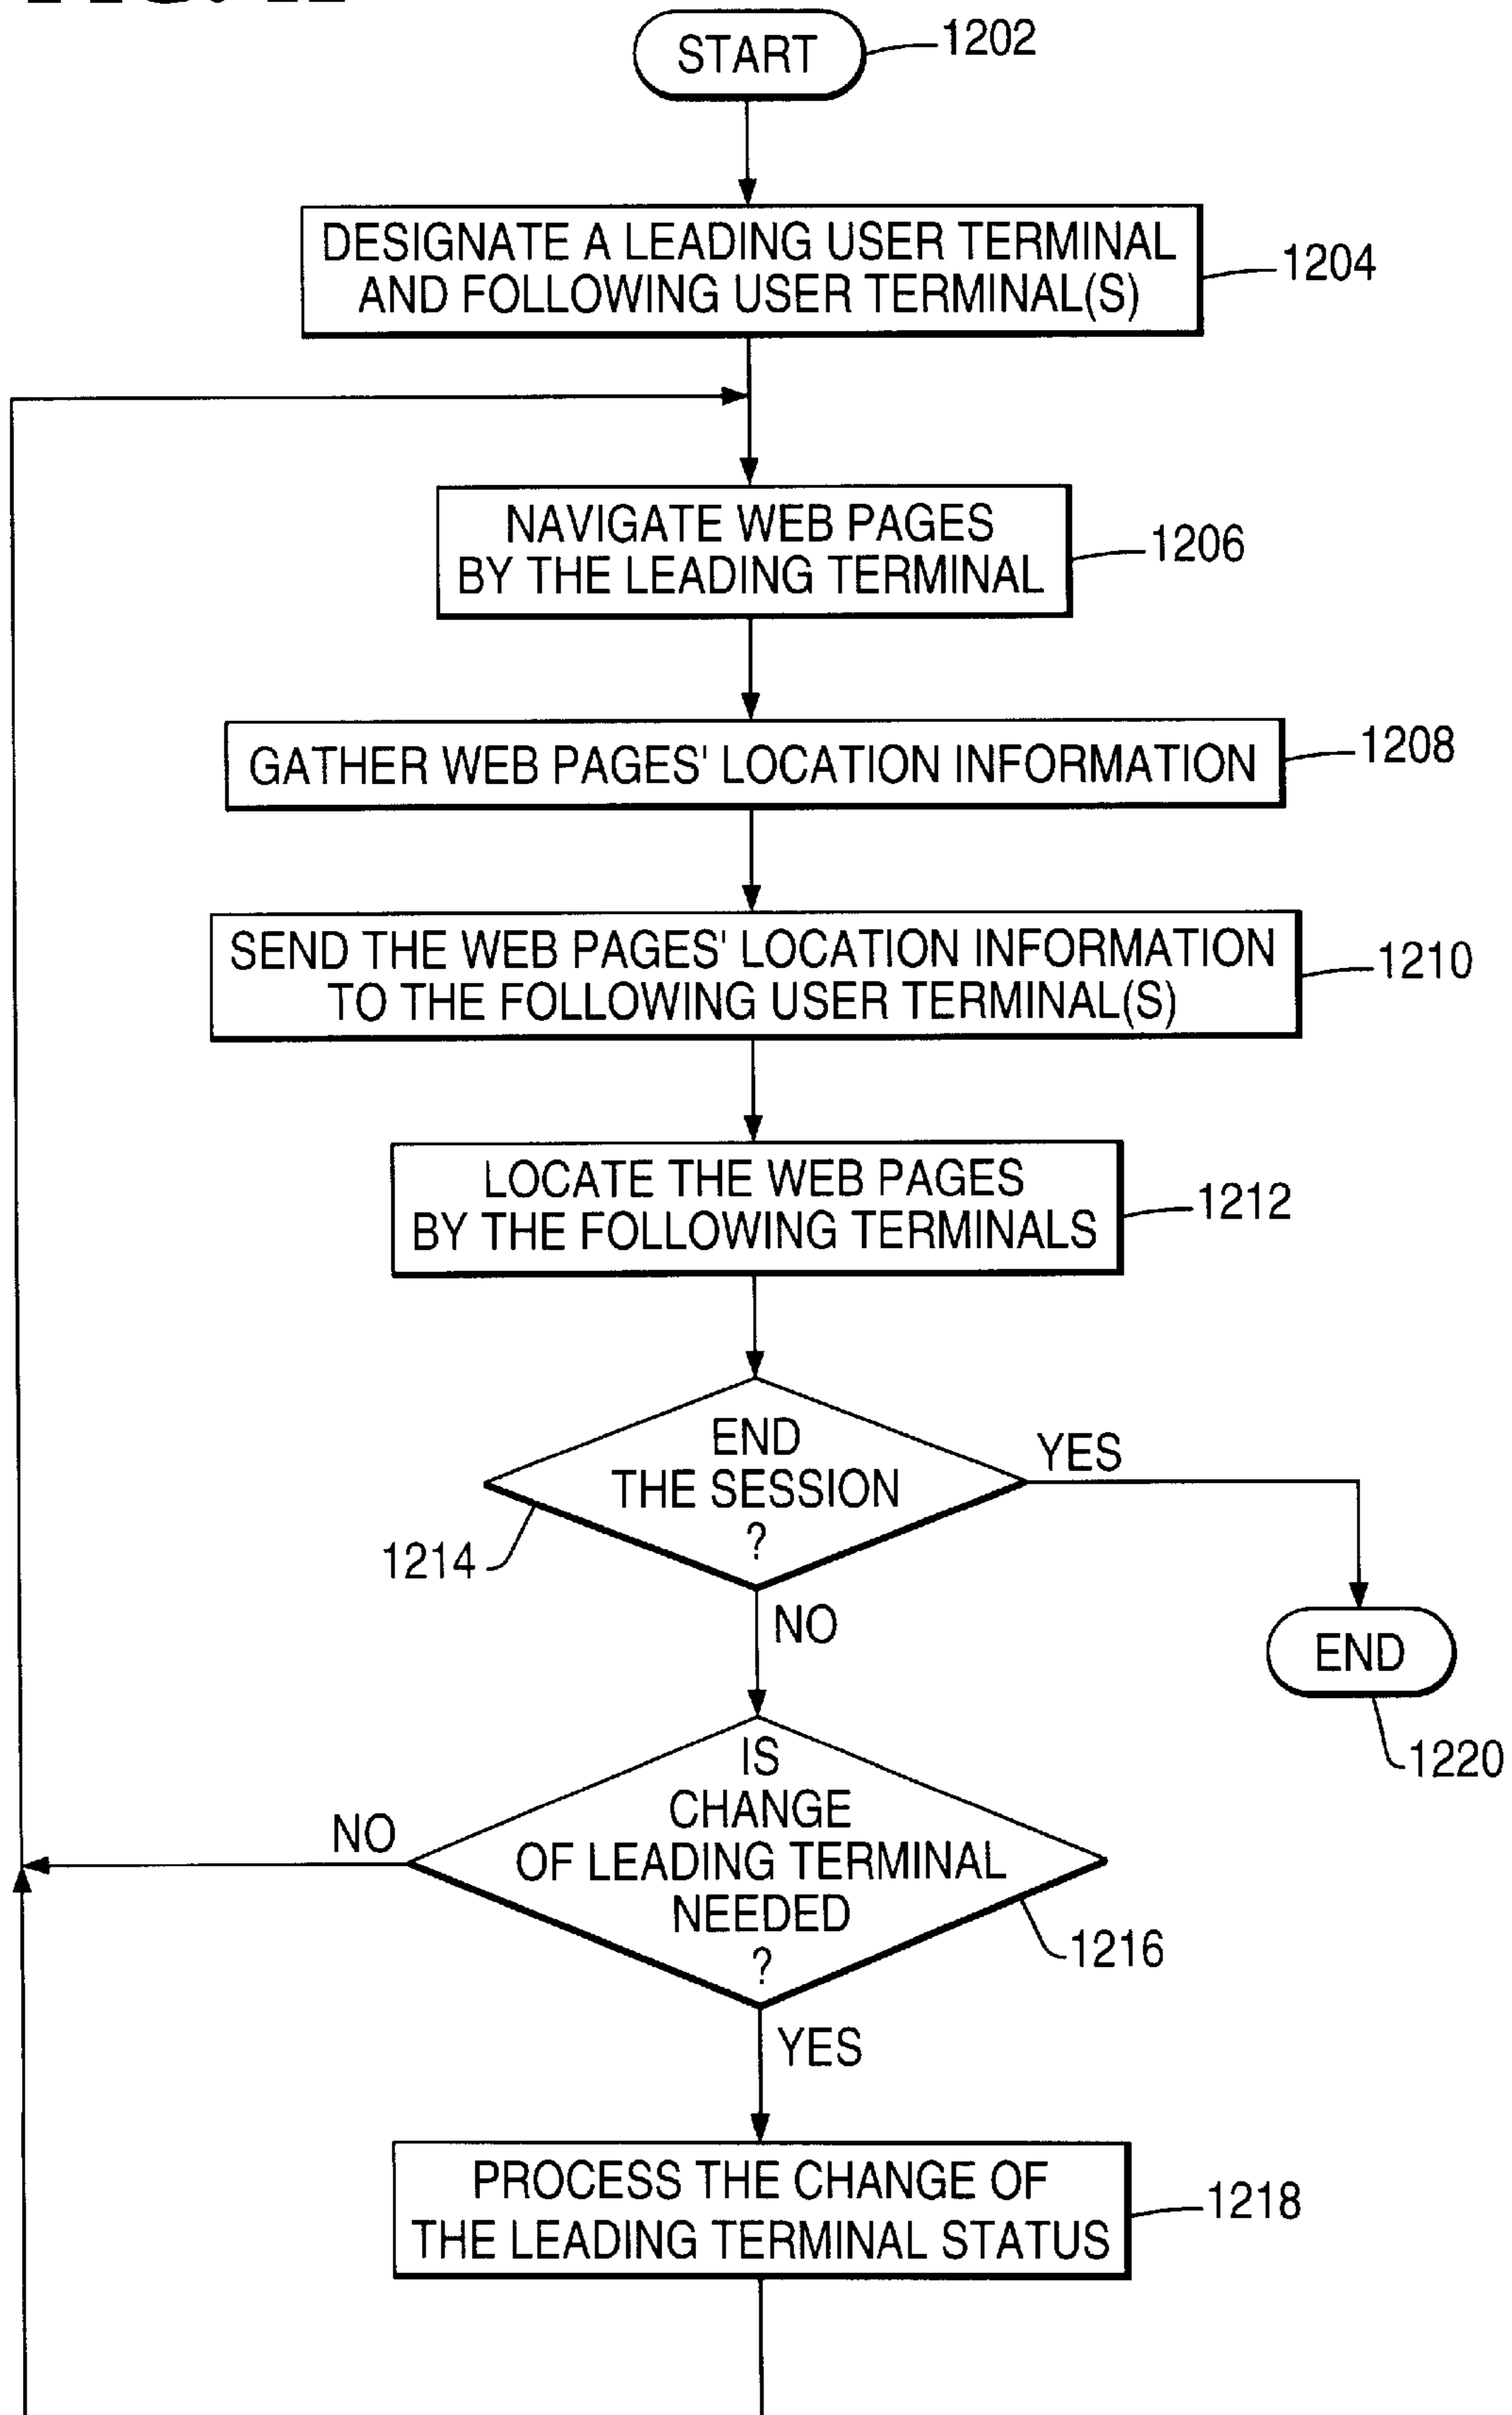 START
1202
DESIGNATE A LEADING USER TERMINAL
AND FOLLOWING USER TERMINAL(S)
1204
NAVIGATE WEB PAGES
BY THE LEADING TERMINAL
1206
GATHER WEB PAGES' LOCATION INFORMATION
1208
SEND THE WEB PAGES' LOCATION INFORMATION
TO THE FOLLOWING USER TERMINAL(S)
1210
LOCATE THE WEB PAGES
BY THE FOLLOWING TERMINALS
1212
END
THE SESSION
?
YES
1214
NO
END
1220
IS
CHANGE
OF LEADING TERMINAL
NEEDED
?
NO
1216
YES
PROCESS THE CHANGE OF
THE LEADING TERMINAL STATUS
1218